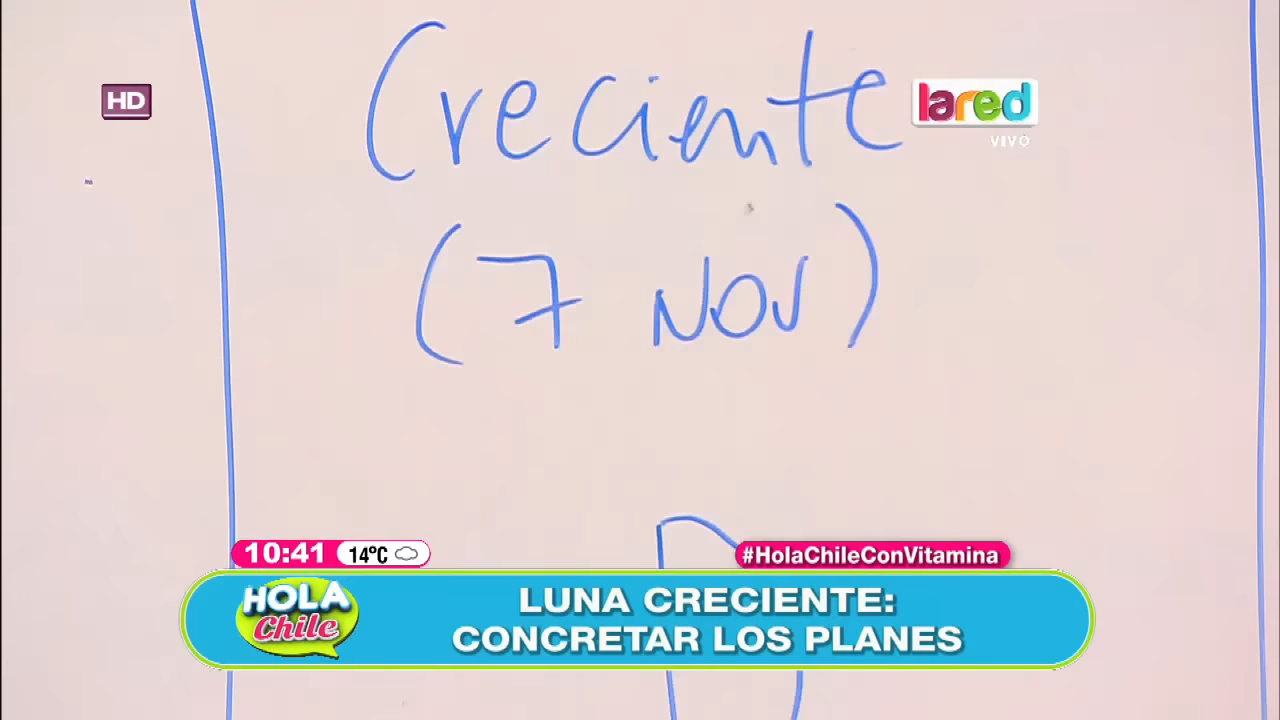 HD
Creciente
lared
VIVO
(7 NOV)
10:41 14°C
#HolaChileConVitamina
HOLA
Chile
LUNA CRECIENTE:
CONCRETAR LOS PLANES